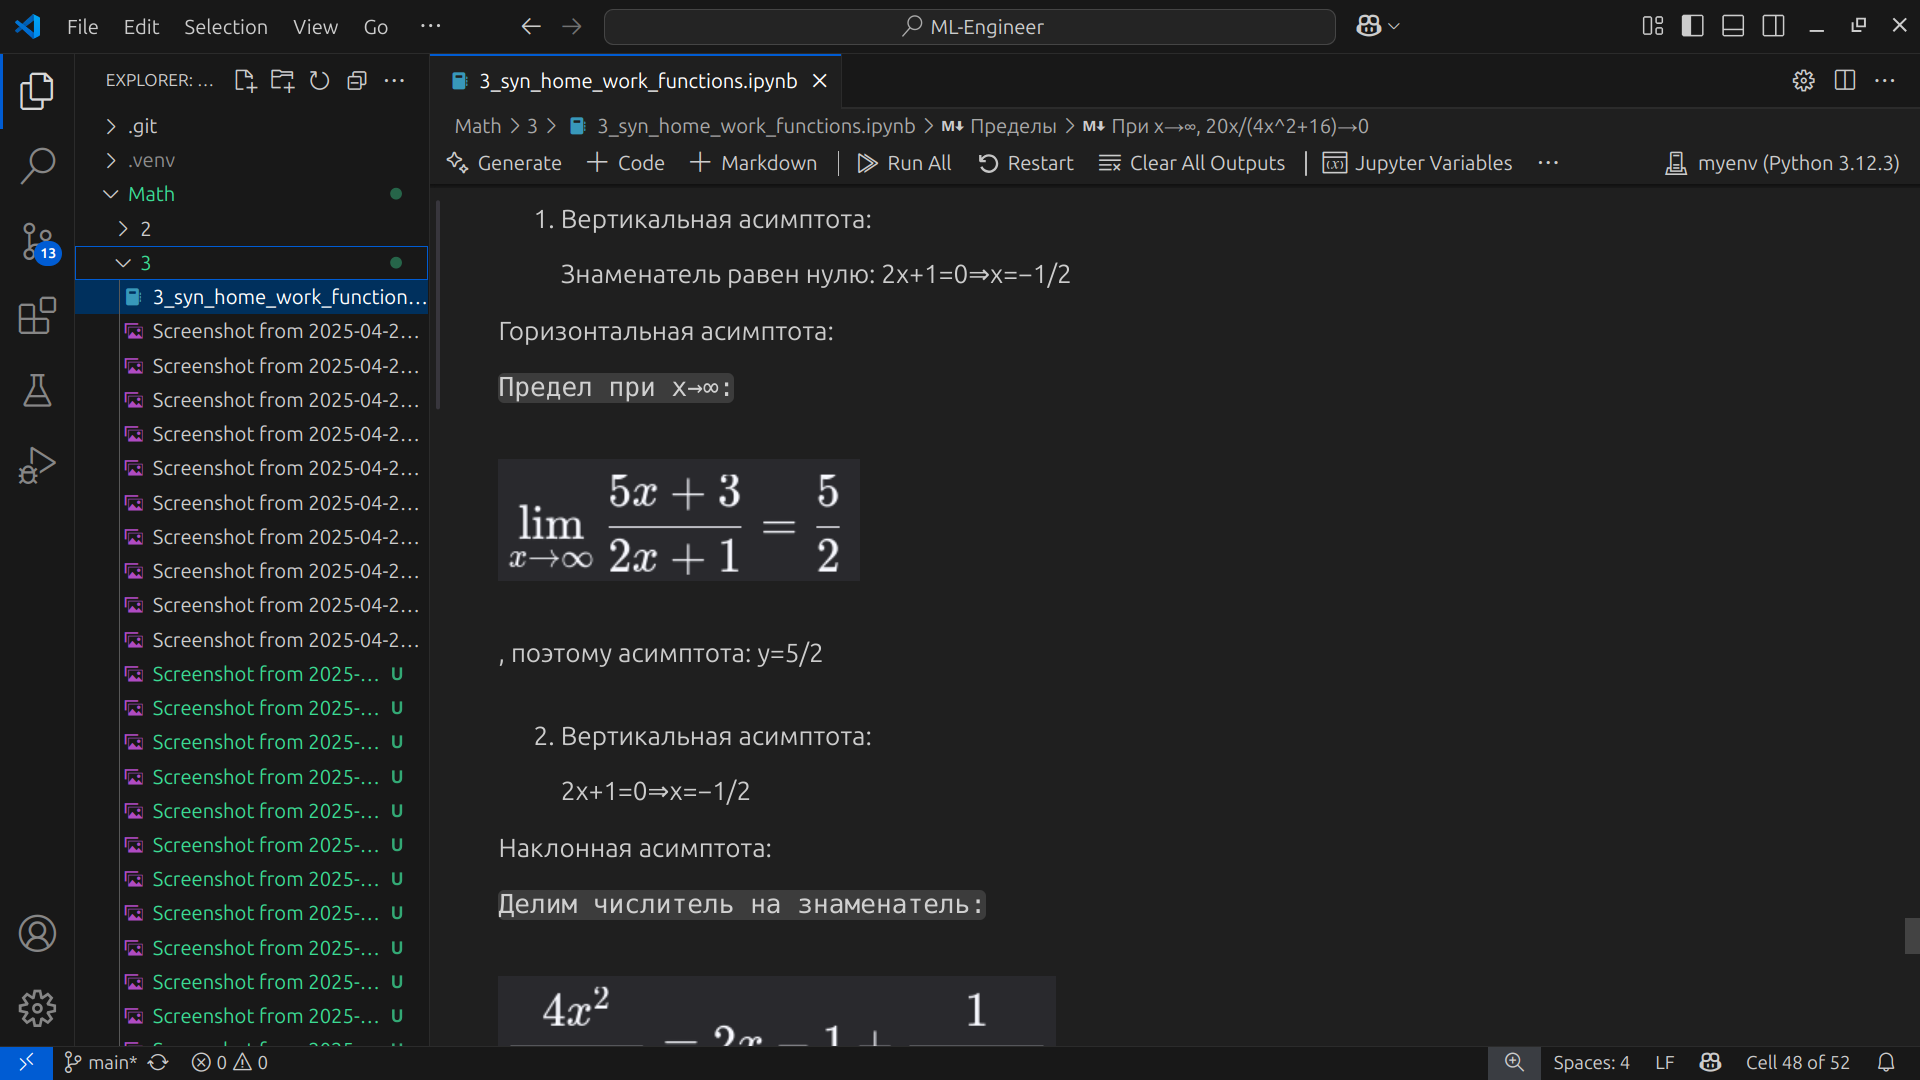 File Edit Selection View Go ···
ML-Engineer
EXPLORER: ...
.git
.venv
Math
2
3
3_syn_home_work_function...
Screenshot from 2025-04-2...
Screenshot from 2025-04-2...
Screenshot from 2025-04-2...
Screenshot from 2025-04-2...
Screenshot from 2025-04-2...
Screenshot from 2025-04-2...
Screenshot from 2025-04-2...
Screenshot from 2025-04-2...
Screenshot from 2025-04-2...
Screenshot from 2025-04-2...
Screenshot from 2025-... U
Screenshot from 2025-... U
Screenshot from 2025-... U
Screenshot from 2025-... U
Screenshot from 2025-... U
Screenshot from 2025-... U
Screenshot from 2025-... U
Screenshot from 2025-... U
Screenshot from 2025-... U
Screenshot from 2025-... U
Screenshot from 2025-... U
13
3_syn_home_work_functions.ipynb
Math > 3 > 3_syn_home_work_functions.ipynb > M↓ Пределы > M↓ При x→∞, 20x/(4x^2+16)→0
Generate + Code + Markdown | Run All Restart Clear All Outputs | Jupyter Variables ··· myenv (Python 3.12.3)
1. Вертикальная асимптота:
Знаменатель равен нулю: 2x+1=0⇒x=−1/2
Горизонтальная асимптота:
Предел при x→∞:
lim x→∞ (5x + 3)/(2x + 1) = 5/2
, поэтому асимптота: y=5/2
2. Вертикальная асимптота:
2x+1=0⇒x=−1/2
Наклонная асимптота:
Делим числитель на знаменатель:
4x² = 2x − 1 + 1
main* 0 0 Spaces: 4 LF Cell 48 of 52